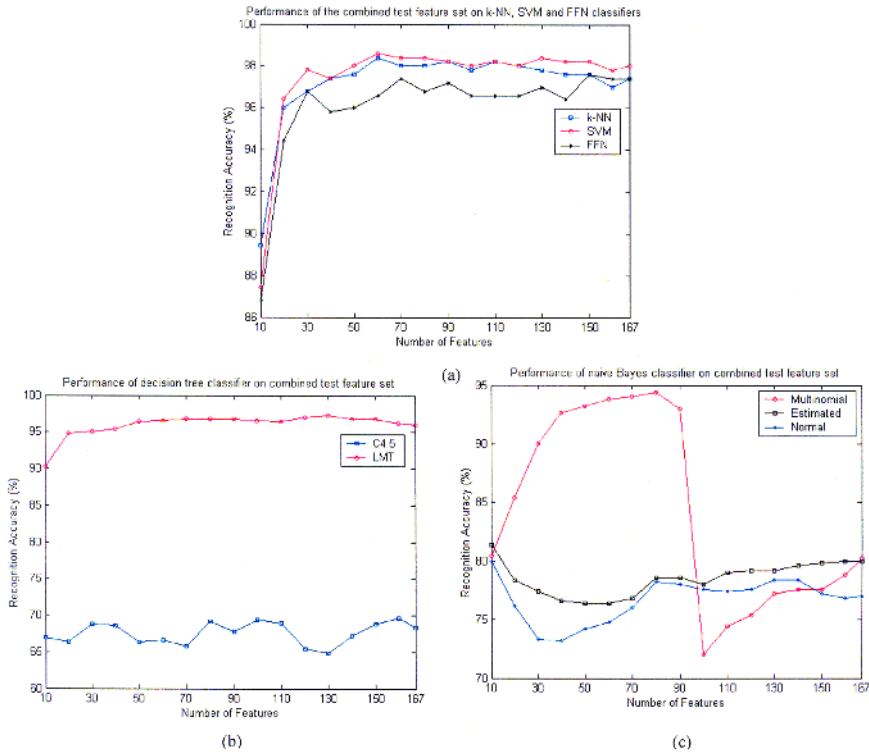 Performance of the combined test feature set on k-NN, SVM and FFN classifiers
98
96
98
96
94
92
90
88
86
Recognition Accuracy (%)
k-NN
SVM
FFN
10 30 50 70 90 110 130 150 167
Number of Features
(a)
Performance of decision tree classifier on combined test feature set
100
95
90
85
80
75
70
65
60
Recognition Accuracy (%)
C4.5
LMT
10 30 50 70 90 110 130 150 167
Number of Features
(b)
Performance of naive Bayes classifier on combined test feature set
95
90
85
80
75
70
Recognition Accuracy (%)
Multinomial
Estimated
Normal
10 30 50 70 90 110 130 150 167
Number of Features
(c)